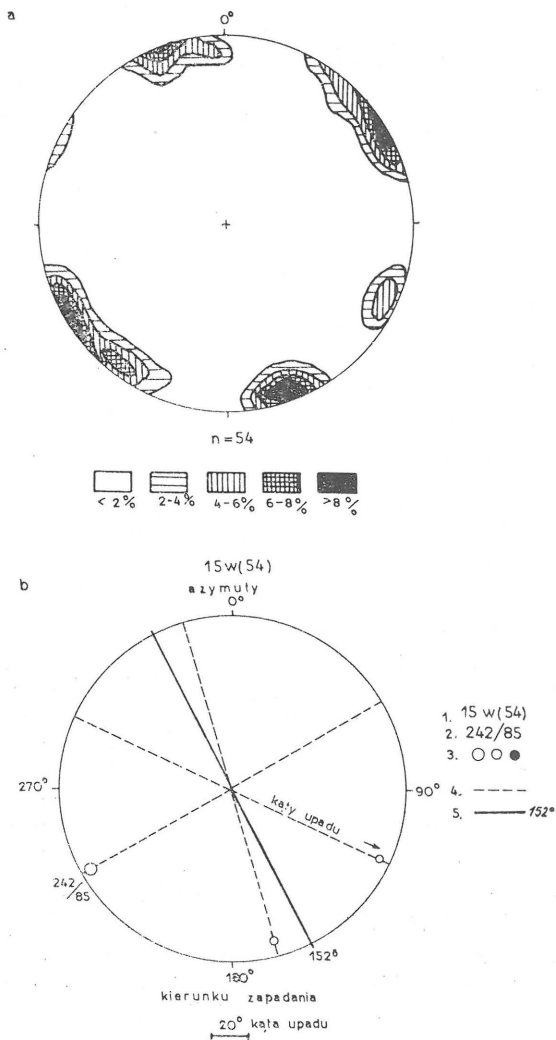 a
0°
n=54
< 2% 2-4% 4-6% 6-8% >8%
15w(54)
b
azymuty
0°
270°
90°
kąty upadu
242/85
152°
180°
kierunku zapadania
20° kąta upadu
1. 15 w(54)
2. 242/85
3.
4.
5. 152°